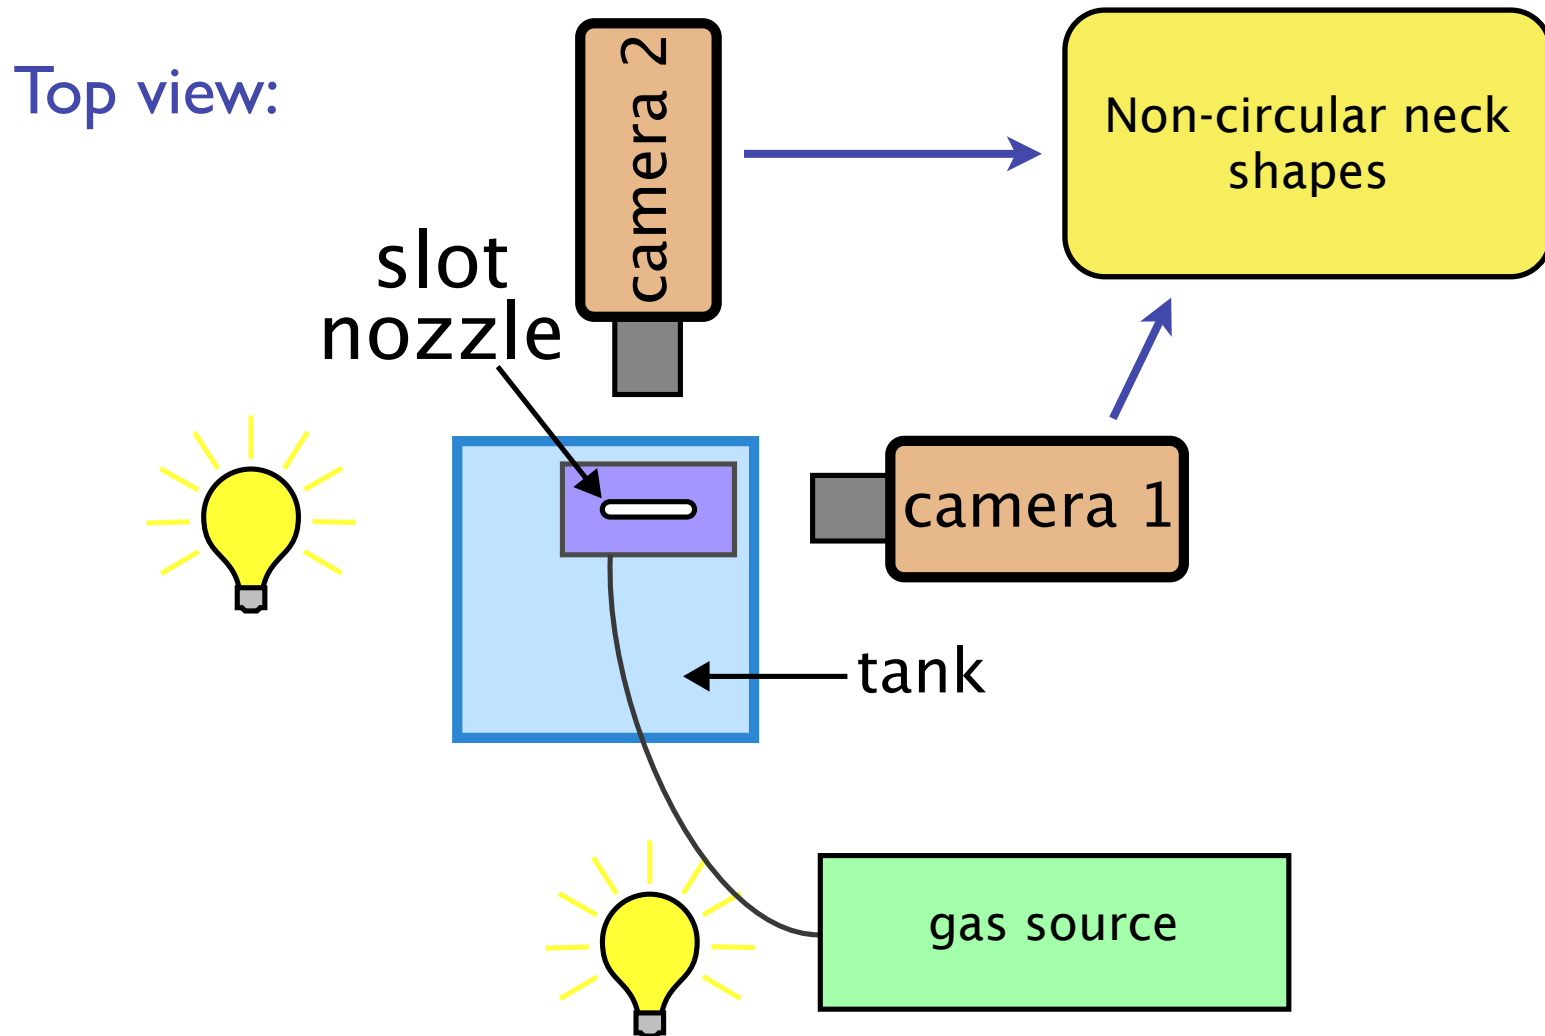 Top view:
camera 2
Non-circular neck
shapes
slot
nozzle
camera 1
tank
gas source